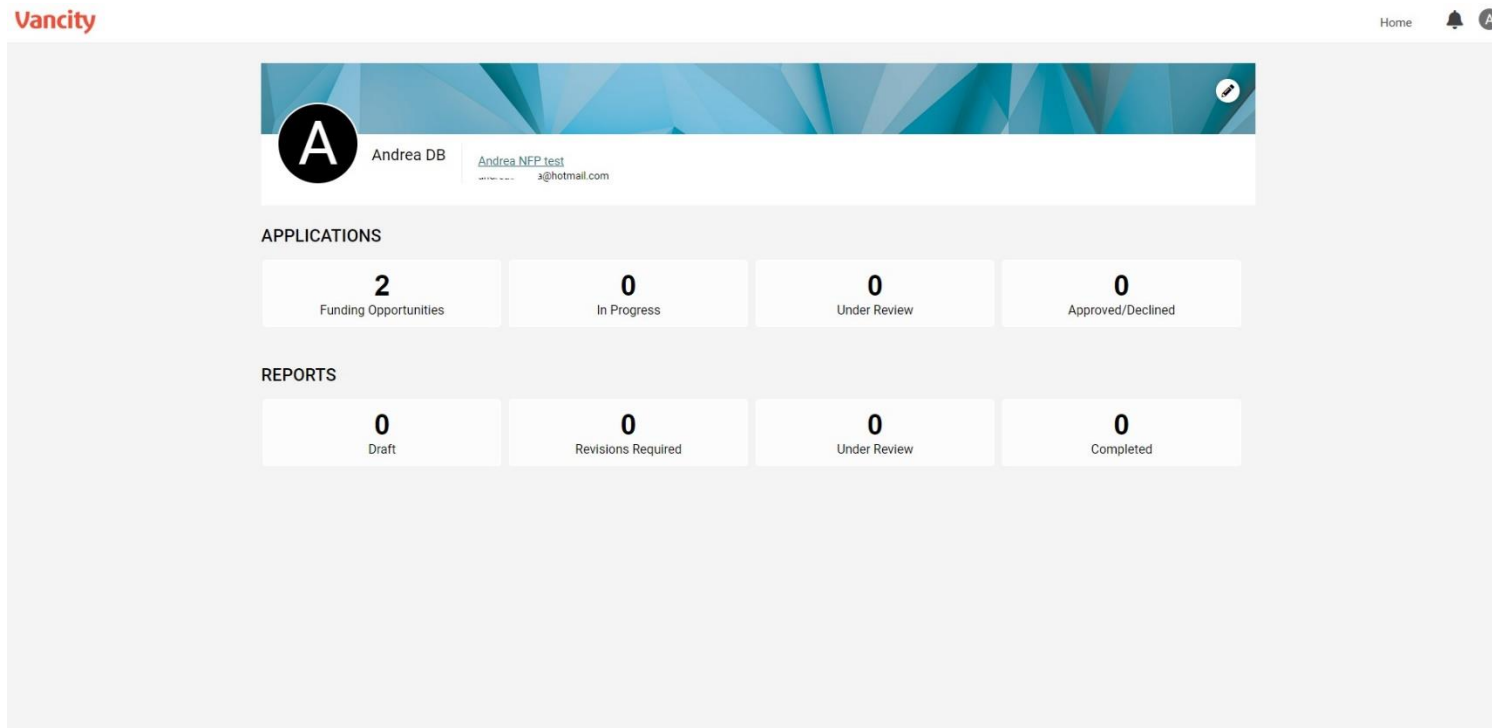 Vancity
Home
A
A
Andrea DB
Andrea NFP test
a@hotmail.com
APPLICATIONS
2
Funding Opportunities
0
In Progress
0
Under Review
0
Approved/Declined
REPORTS
0
Draft
0
Revisions Required
0
Under Review
0
Completed